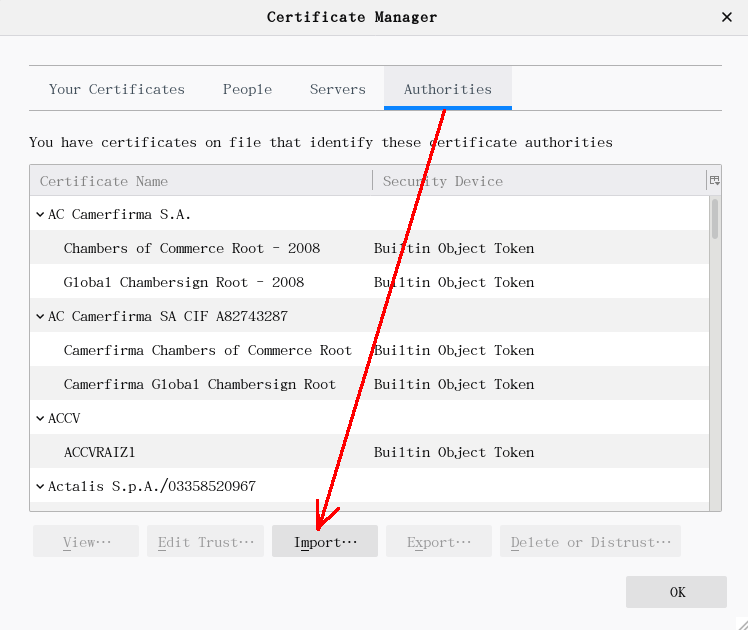 Certificate Manager
Your Certificates People Servers Authorities
You have certificates on file that identify these certificate authorities
Certificate Name Security Device
AC Camerfirma S.A.
Chambers of Commerce Root - 2008 Builtin Object Token
Global Chambersign Root - 2008 Builtin Object Token
AC Camerfirma SA CIF A82743287
Camerfirma Chambers of Commerce Root Builtin Object Token
Camerfirma Global Chambersign Root Builtin Object Token
ACCV
ACCVRAIZ1 Builtin Object Token
Actalis S.p.A./03358520967
View… Edit Trust… Import… Export… Delete or Distrust…
OK